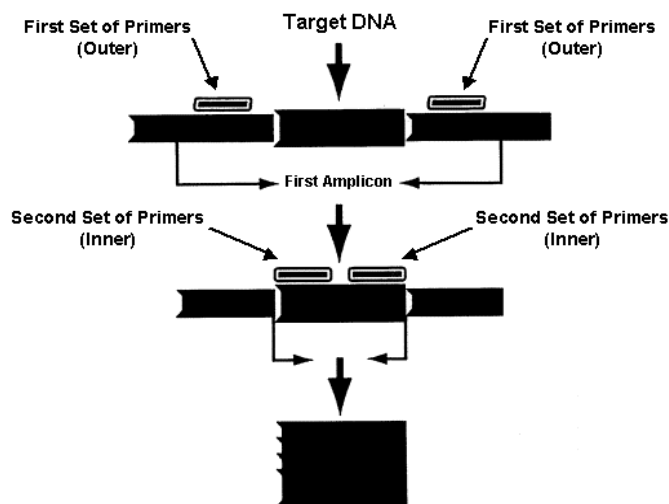 First Set of Primers
(Outer)
Target DNA
First Set of Primers
(Outer)
First Amplicon
Second Set of Primers
(Inner)
Second Set of Primers
(Inner)